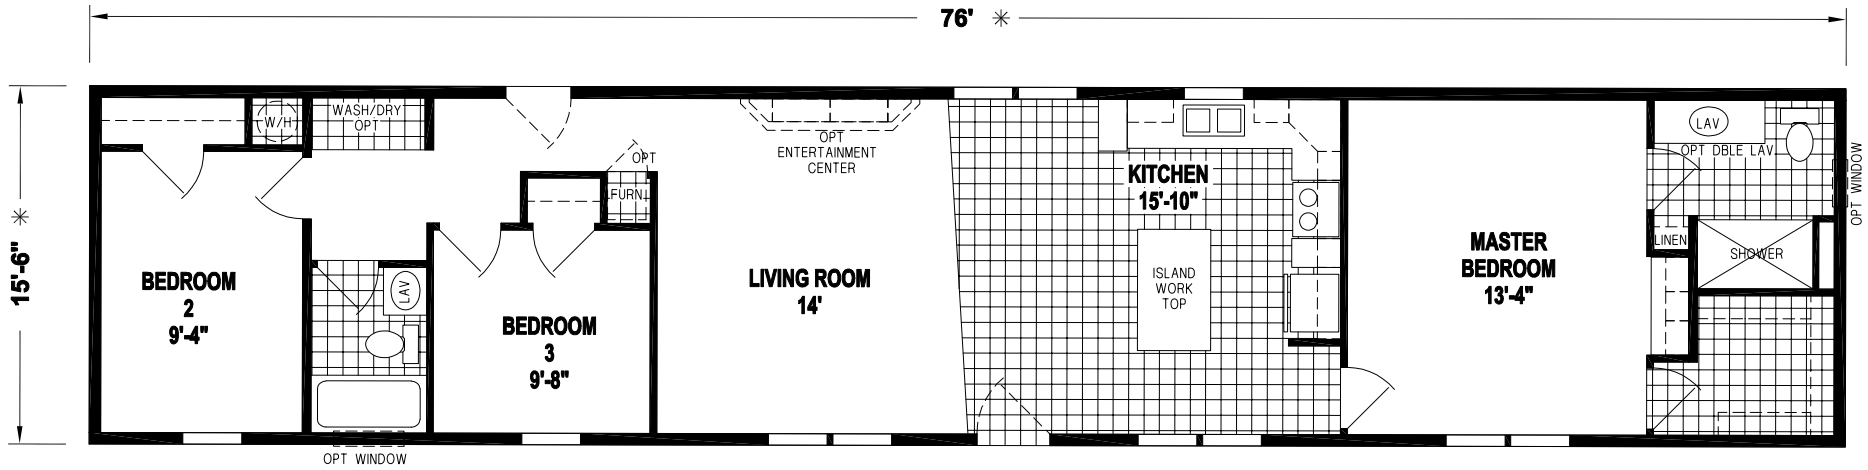 76' ✳
15'-6" ✳
W/H
WASH/DRY
OPT
BEDROOM
2
9'-4"
LAV
OPT WINDOW
BEDROOM
3
9'-8"
OPT
FURN
OPT
ENTERTAINMENT
CENTER
LIVING ROOM
14'
KITCHEN
15'-10"
ISLAND
WORK
TOP
MASTER
BEDROOM
13'-4"
LAV
OPT DBLE LAV
LINEN
SHOWER
OPT WINDOW